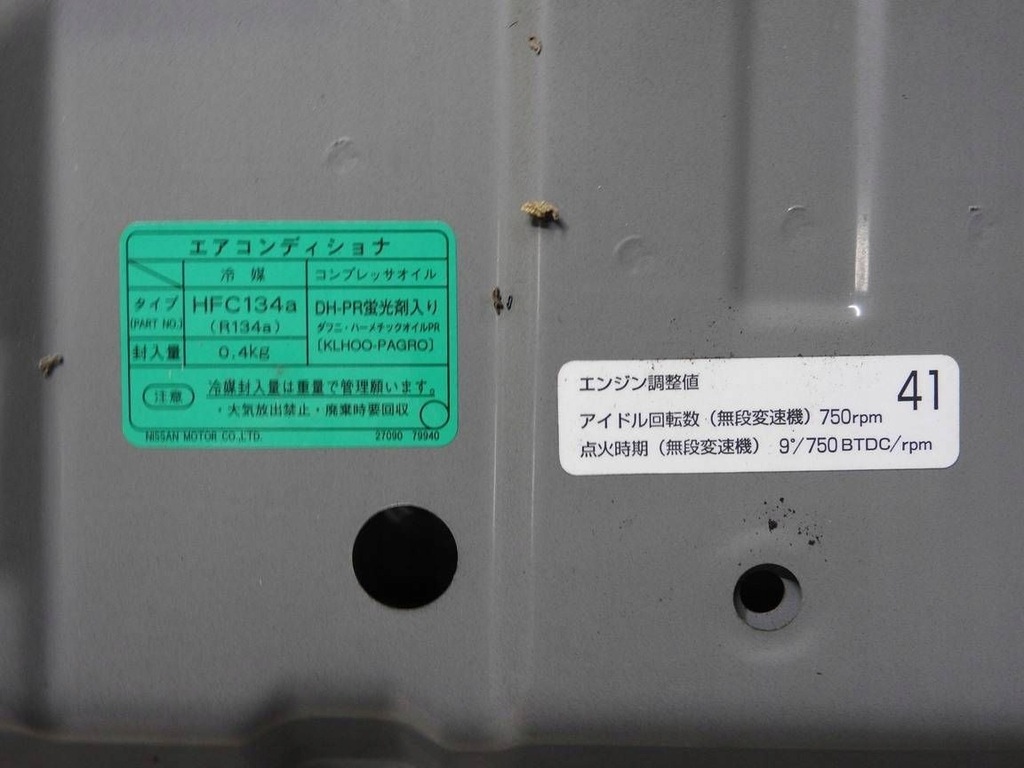 エアコンディショナ
冷媒 コンプレッサオイル
タイプ HFC134a DH-PR蛍光剤入り
(PART NO.) (R134a) ダフニ・ハーメチックオイルPR
[KLHOO-PAGRO]
封入量 0.4kg
注意 冷媒封入量は重量で管理願います。
・大気放出禁止・廃棄時要回収
NISSAN MOTOR CO.,LTD. 27090 79940
エンジン調整値 41
アイドル回転数(無段変速機)750rpm
点火時期(無段変速機) 9°/750BTDC/rpm